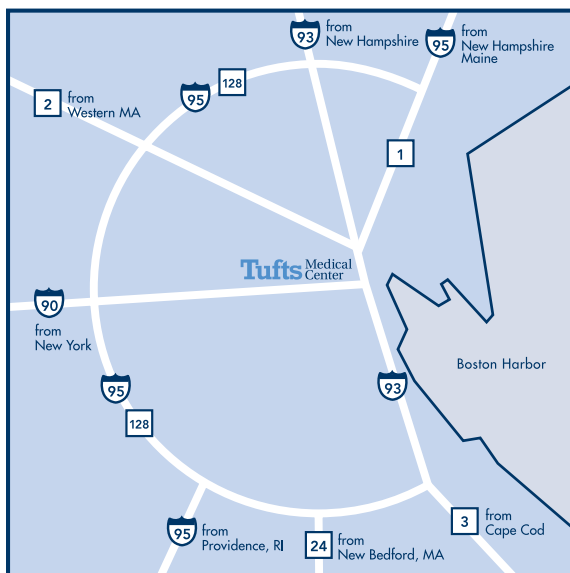 93
from
New Hampshire
95
from
New Hampshire
Maine
128
95
2
from
Western MA
1
Tufts Medical
Center
90
from
New York
Boston Harbor
95
93
128
95
from
Providence, RI
24
from
New Bedford, MA
3
from
Cape Cod